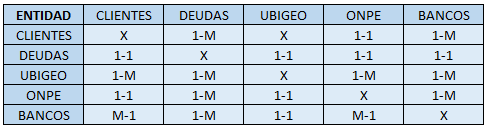 ENTIDAD CLIENTES DEUDAS UBIGEO ONPE BANCOS
CLIENTES X 1-M X 1-1 1-M
DEUDAS 1-1 X 1-1 1-1 1-1
UBIGEO 1-M 1-M X 1-M 1-M
ONPE 1-1 1-M 1-1 X 1-M
BANCOS M-1 1-M 1-1 M-1 X